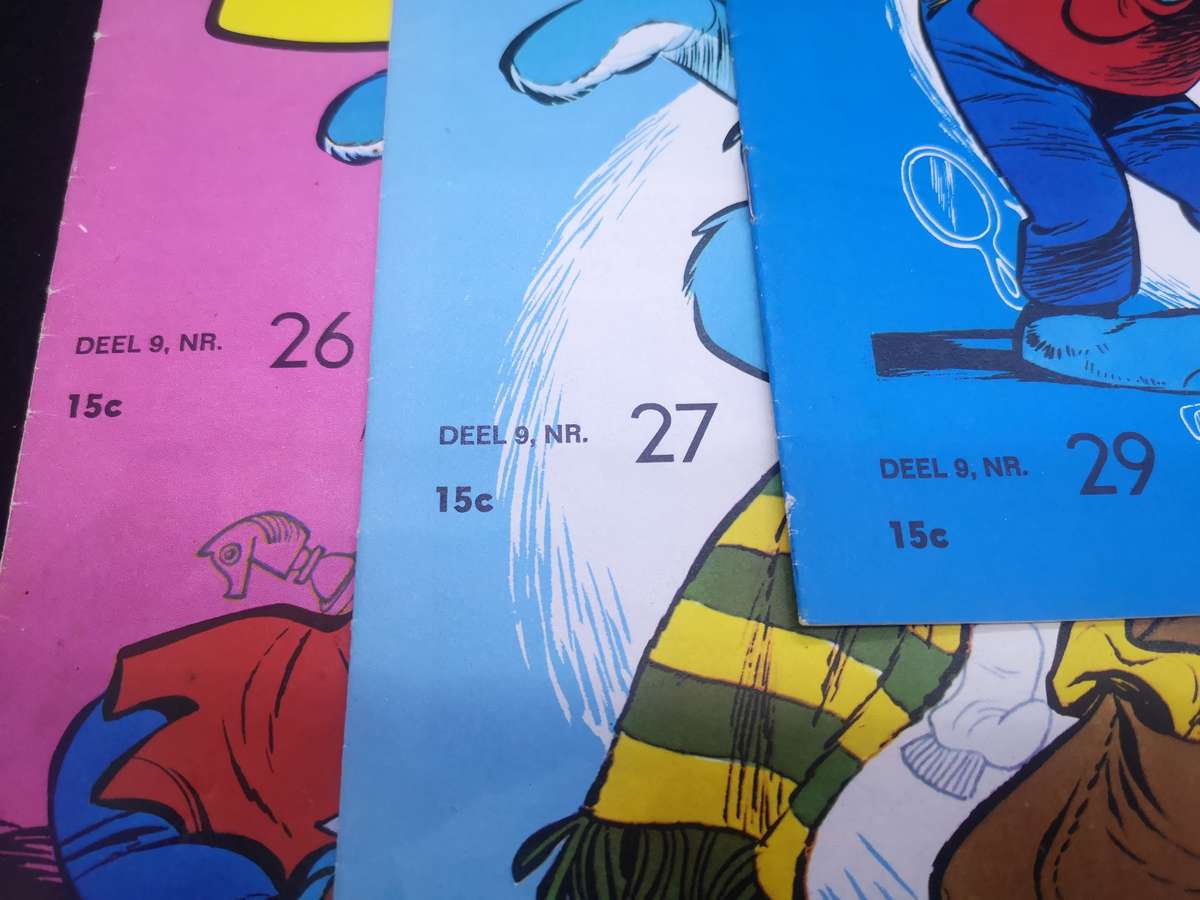 DEEL 9, NR. 26
15c
DEEL 9, NR. 27
15c
DEEL 9, NR. 29
15c